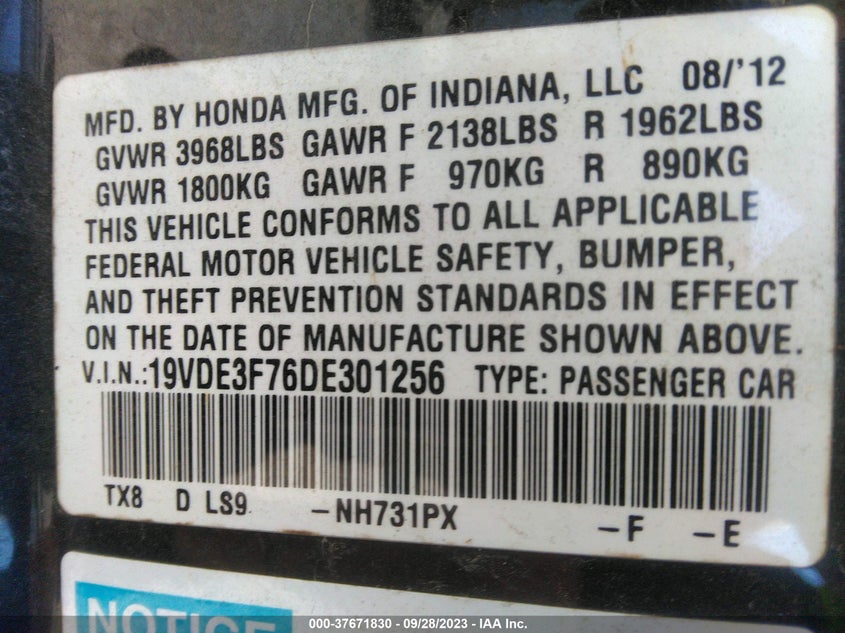 MFD. BY HONDA MFG. OF INDIANA, LLC 08/'12
GVWR 3968LBS GAWR F 2138LBS R 1962LBS
GVWR 1800KG GAWR F 970KG R 890KG
THIS VEHICLE CONFORMS TO ALL APPLICABLE
FEDERAL MOTOR VEHICLE SAFETY, BUMPER,
AND THEFT PREVENTION STANDARDS IN EFFECT
ON THE DATE OF MANUFACTURE SHOWN ABOVE.
V.I.N.:19VDE3F76DE301256 TYPE: PASSENGER CAR
TX8 D LS9 -NH731PX -F -E
NOTICE
000-37671830 - 09/28/2023 - IAA Inc.